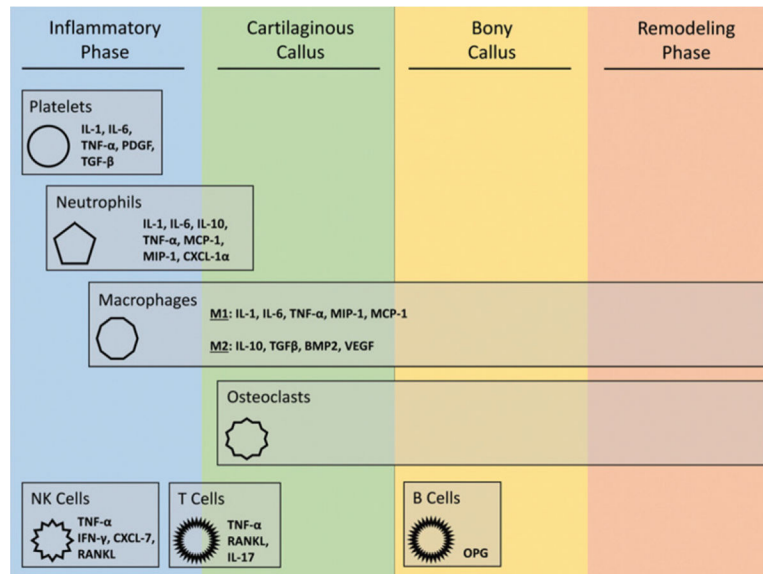 Inflammatory
Phase
Cartilaginous
Callus
Bony
Callus
Remodeling
Phase
Platelets
IL-1, IL-6,
TNF-α, PDGF,
TGF-β
Neutrophils
IL-1, IL-6, IL-10,
TNF-α, MCP-1,
MIP-1, CXCL-1α
Macrophages
M1: IL-1, IL-6, TNF-α, MIP-1, MCP-1
M2: IL-10, TGFβ, BMP2, VEGF
Osteoclasts
NK Cells
TNF-α
IFN-γ, CXCL-7,
RANKL
T Cells
TNF-α
RANKL,
IL-17
B Cells
OPG